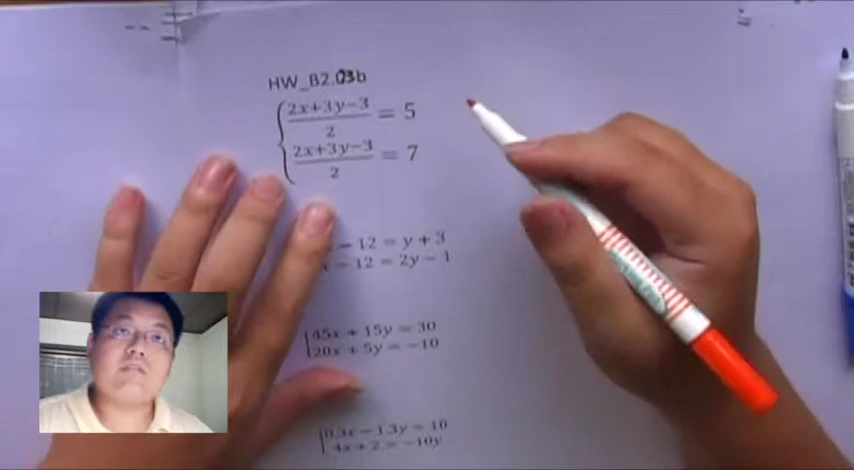 HW_B2.03b
2x+3y−3
2
= 5
2x+3y−3
2
= 7
− 12 = y + 3
− 12 = 2y − 1
45x + 15y = 30
20x + 5y = −10
0.3x − 1.3y = 10
4x + 2 = −10y